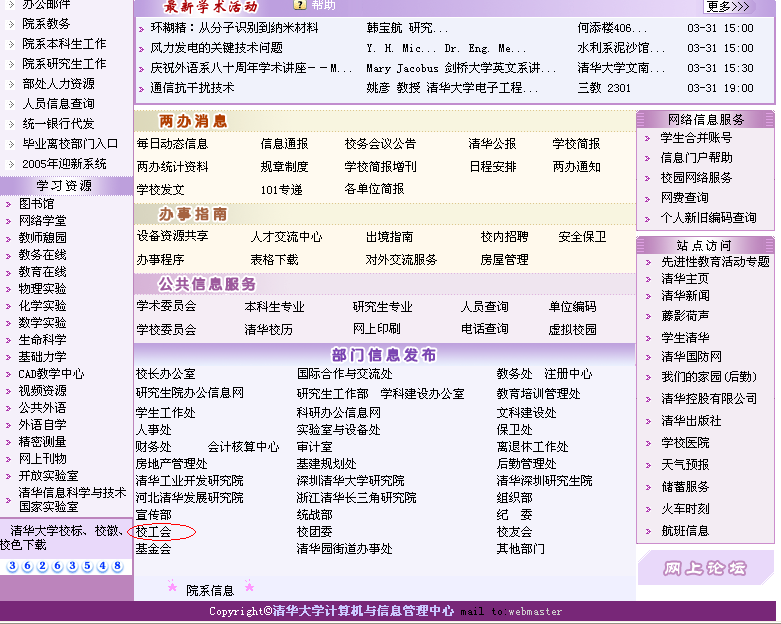 办公邮件
院系教务
院系本科生工作
院系研究生工作
部处人力资源
人员信息查询
统一银行代发
毕业离校部门入口
2005年迎新系统
学习资源
图书馆
网络学堂
教师憩园
教务在线
教育在线
物理实验
化学实验
数学实验
生命科学
基础力学
CAD教学中心
视频资源
公共外语
外语自学
精密测量
网上刊物
开放实验室
清华信息科学与技术
国家实验室
清华大学校标、校徽、
校色下载
36263548
最新学术活动 ? 帮助 更多>>>
环糊精：从分子识别到纳米材料 韩宝航 研究... 何添楼406... 03-31 15:00
风力发电的关键技术问题 Y. H. Mic... Dr. Eng. Me... 水利系泥沙馆... 03-31 15:00
庆祝外语系八十周年学术讲座－－M... Mary Jacobus 剑桥大学英文系讲... 清华大学文南... 03-31 15:30
通信抗干扰技术 姚彦 教授 清华大学电子工程... 三教 2301 03-31 19:00
两办消息
每日动态信息 信息通报 校务会议公告 清华公报 学校简报
两办统计资料 规章制度 学校简报增刊 日程安排 两办通知
学校发文 101专递 各单位简报
办事指南
设备资源共享 人才交流中心 出境指南 校内招聘 安全保卫
办事程序 表格下载 对外交流服务 房屋管理
公共信息服务
学术委员会 本科生专业 研究生专业 人员查询 单位编码
学校委员会 清华校历 网上印刷 电话查询 虚拟校园
部门信息发布
校长办公室 国际合作与交流处 教务处 注册中心
研究生院办公信息网 研究生工作部 学科建设办公室 教育培训管理处
学生工作处 科研办公信息网 文科建设处
人事处 实验室与设备处 保卫处
财务处 会计核算中心 审计室 离退休工作处
房地产管理处 基建规划处 后勤管理处
清华工业开发研究院 深圳清华大学研究院 清华深圳研究生院
河北清华发展研究院 浙江清华长三角研究院 组织部
宣传部 统战部 纪 委
校工会 校团委 校友会
基金会 清华园街道办事处 其他部门
院系信息
网络信息服务
学生合并账号
信息门户帮助
校园网络服务
网费查询
个人新旧编码查询
站点访问
先进性教育活动专题
清华主页
清华新闻
藤影荷声
学生清华
清华国防网
我们的家园(后勤)
清华控股有限公司
清华出版社
学校医院
天气预报
储蓄服务
火车时刻
航班信息
网上论坛
Copyright©清华大学计算机与信息管理中心 mail to:webmaster